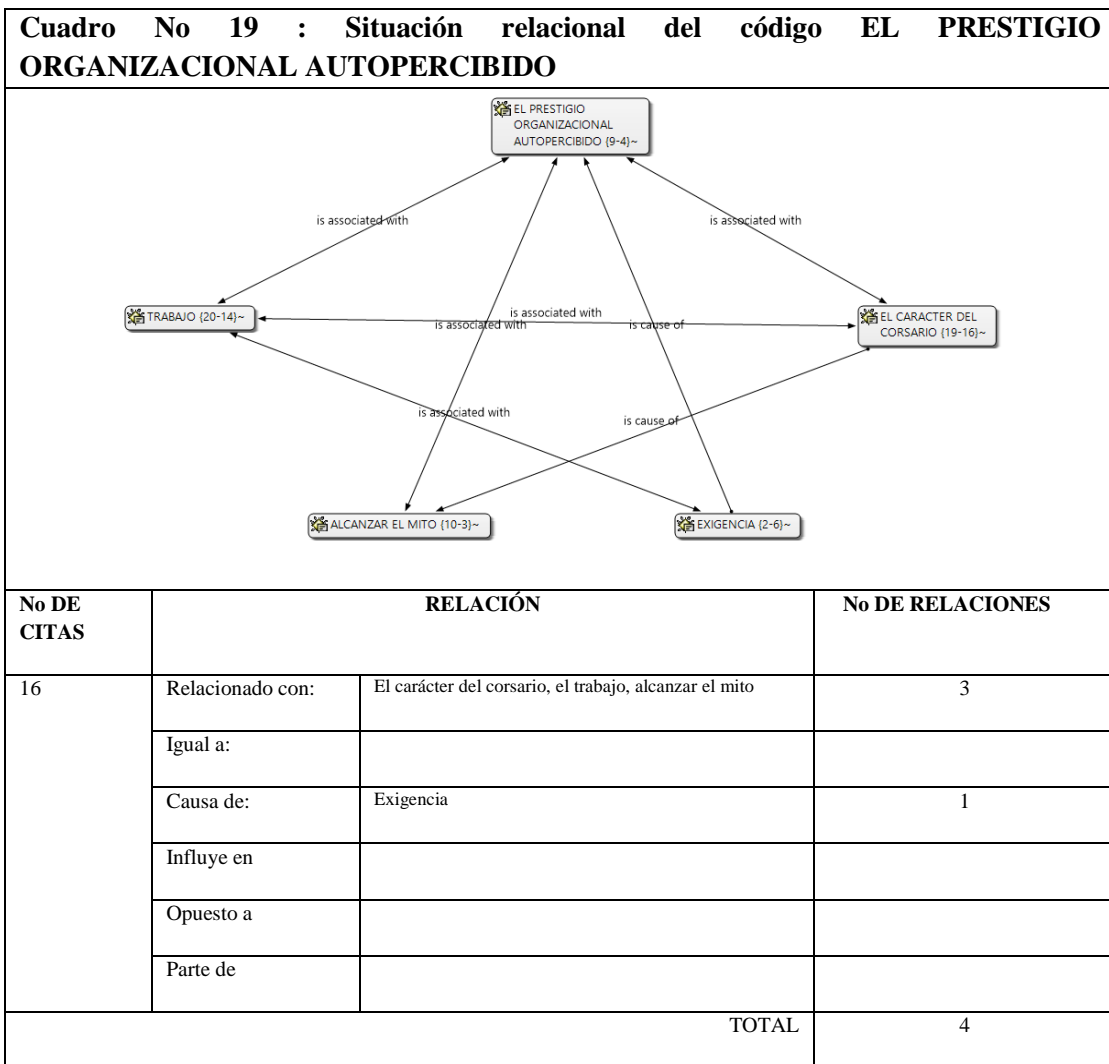 Cuadro No 19 : Situación relacional del código EL PRESTIGIO
ORGANIZACIONAL AUTOPERCIBIDO
EL PRESTIGIO
ORGANIZACIONAL
AUTOPERCIBIDO {9-4}~
is associated with
is associated with
TRABAJO {20-14}~
is associated with
is associated with
is cause of
EL CARACTER DEL
CORSARIO {19-16}~
is associated with
is cause of
ALCANZAR EL MITO {10-3}~
EXIGENCIA {2-6}~
No DE
CITAS
RELACIÓN
No DE RELACIONES
16
Relacionado con:
El carácter del corsario, el trabajo, alcanzar el mito
3
Igual a:
Causa de:
Exigencia
1
Influye en
Opuesto a
Parte de
TOTAL
4